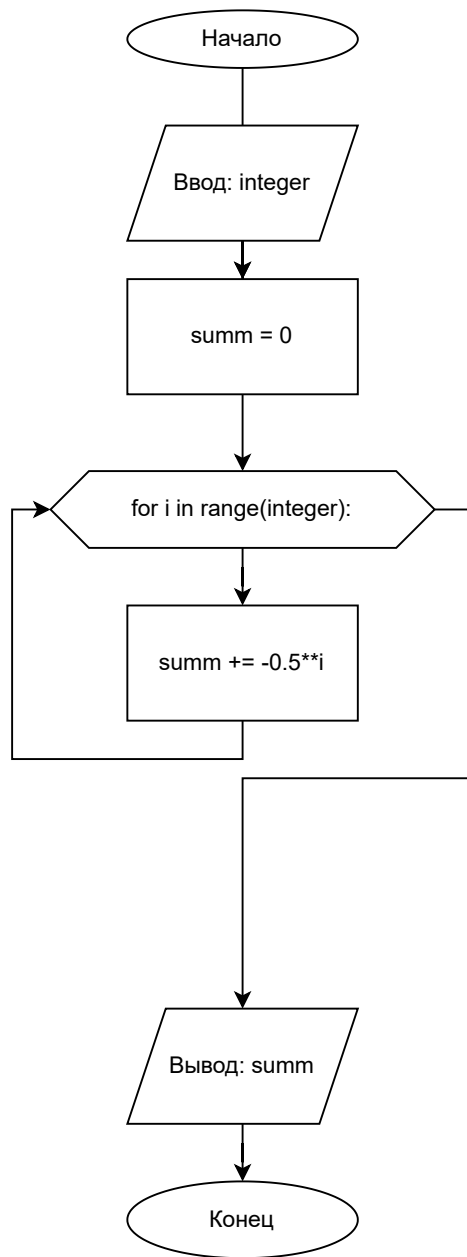 Начало
Ввод: integer
summ = 0
for i in range(integer):
summ += -0.5**i
Вывод: summ
Конец